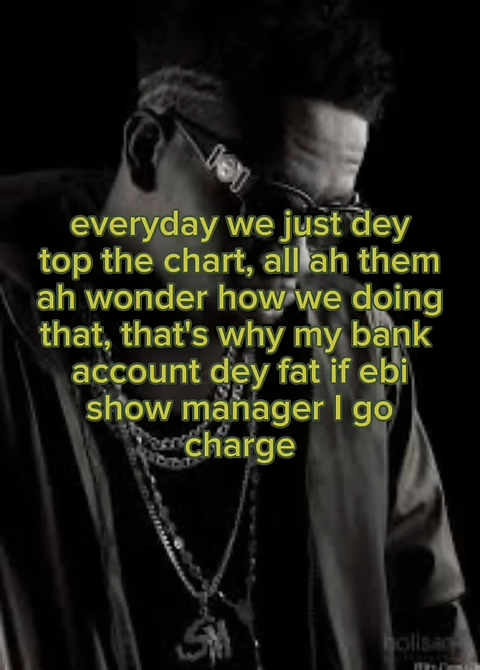 everyday we just dey
top the chart, all ah them
ah wonder how we doing
that, that's why my bank
account dey fat if ebi
show manager I go
charge
SM